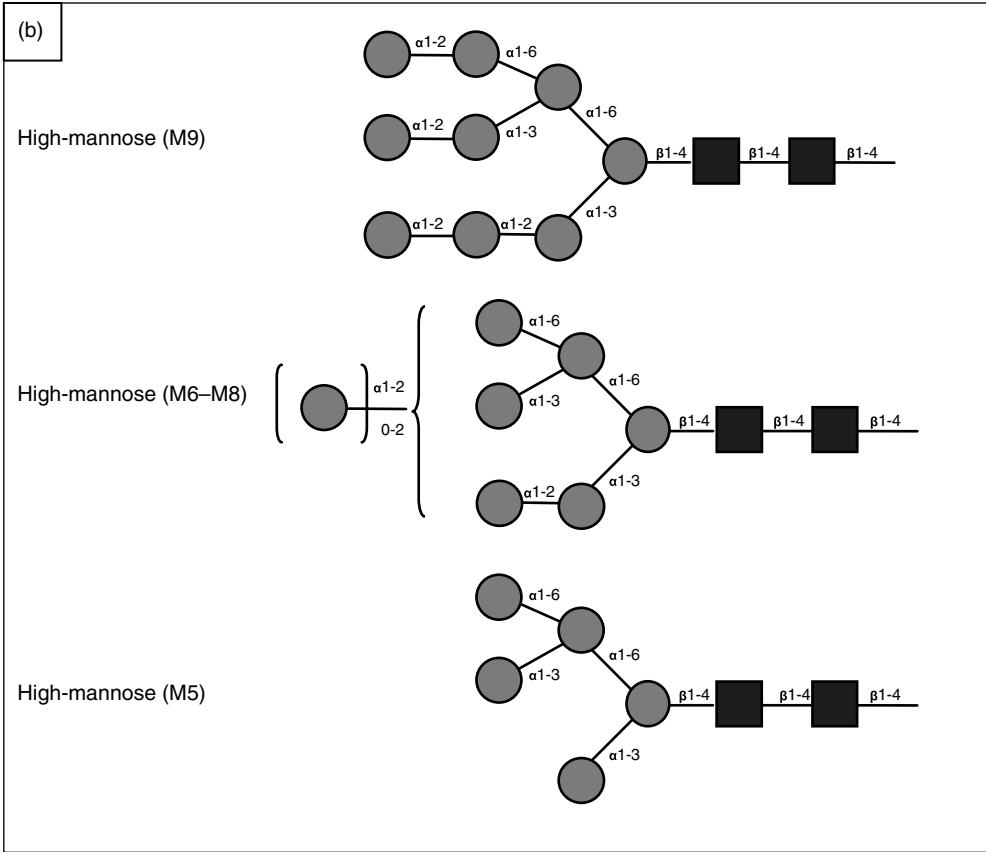 (b)
α1-2 α1-6
α1-6
High-mannose (M9)
α1-2 α1-3
β1-4 β1-4 β1-4
α1-3
α1-2 α1-2
α1-6
α1-6
High-mannose (M6–M8)
α1-2
0-2
α1-3
β1-4 β1-4 β1-4
α1-3
α1-2
α1-6
α1-6
α1-3
High-mannose (M5)
β1-4 β1-4 β1-4
α1-3